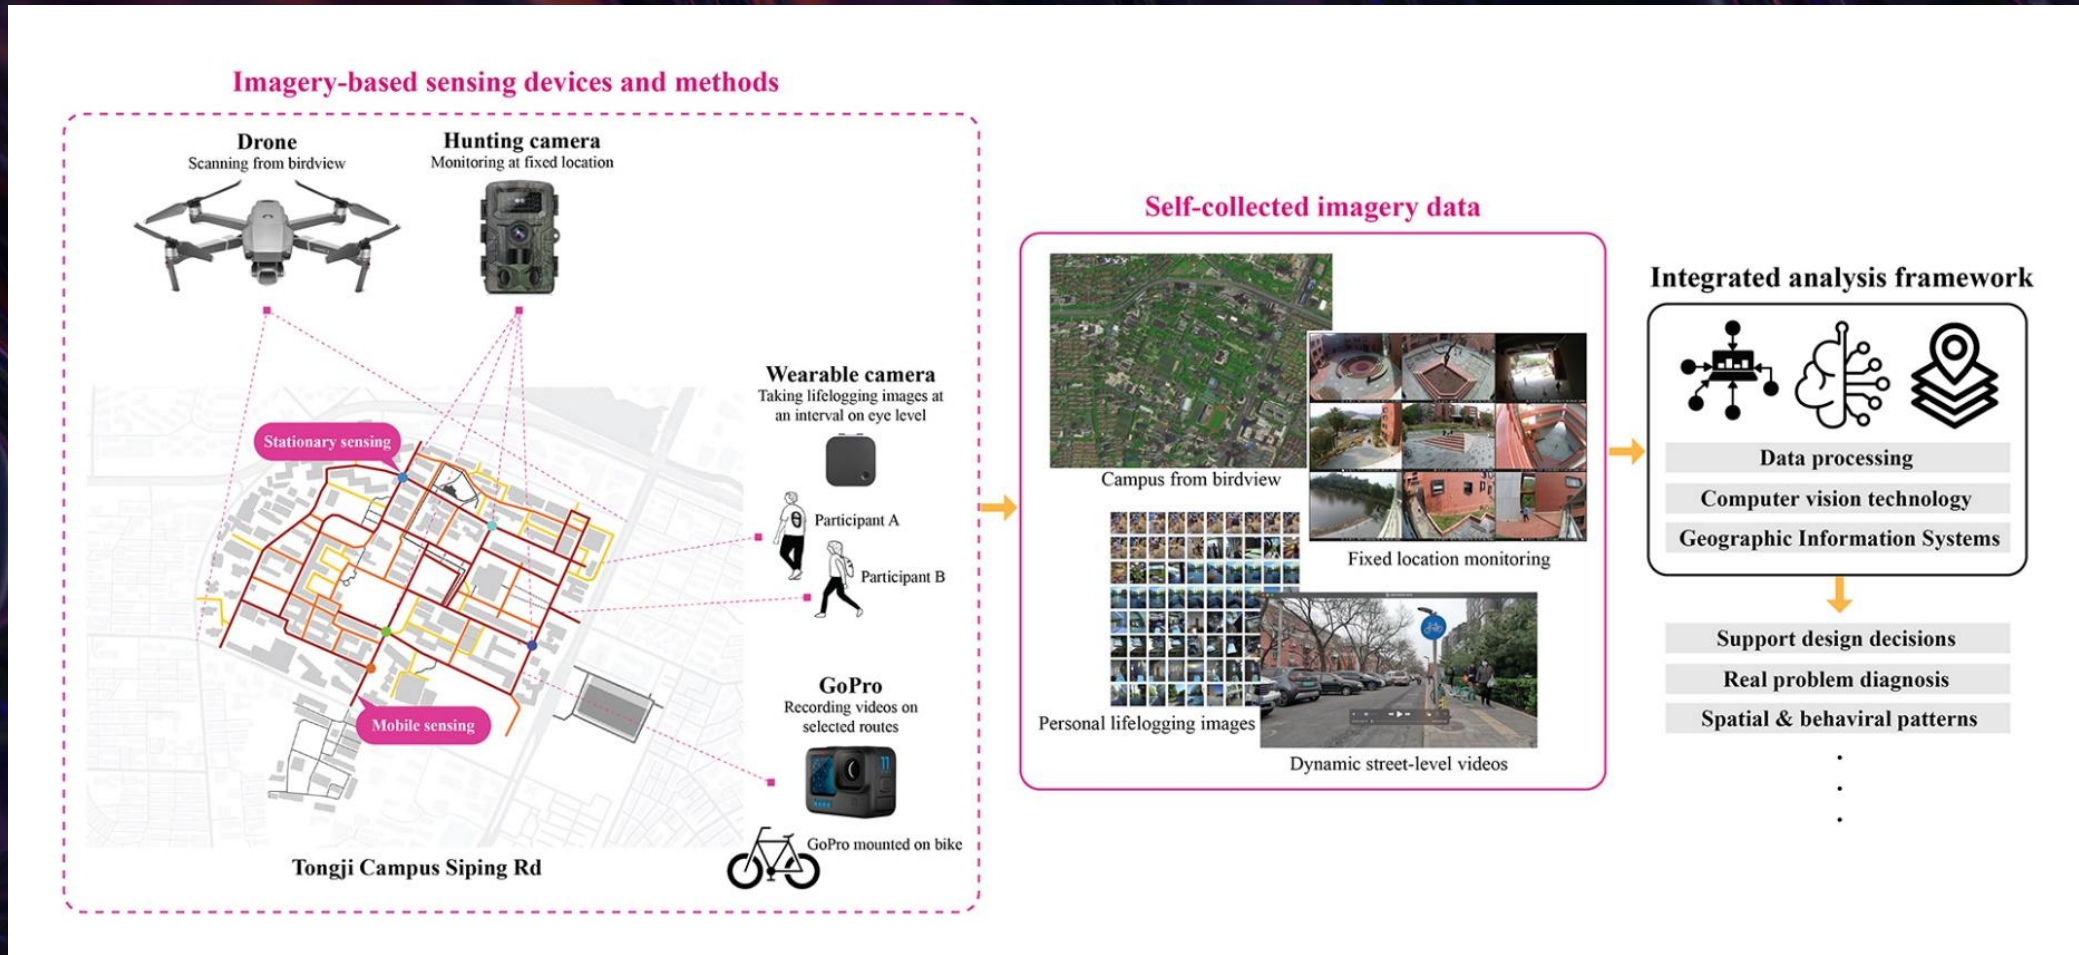 Imagery-based sensing devices and methods
Drone
Scanning from birdview
Hunting camera
Monitoring at fixed location
Wearable camera
Taking lifelogging images at
an interval on eye level
Stationary sensing
Participant A
Participant B
Mobile sensing
GoPro
Recording videos on
selected routes
11
GoPro mounted on bike
Tongji Campus Siping Rd
Self-collected imagery data
Campus from birdview
Fixed location monitoring
Personal lifelogging images
Dynamic street-level videos
Integrated analysis framework
Data processing
Computer vision technology
Geographic Information Systems
Support design decisions
Real problem diagnosis
Spatial & behaviral patterns